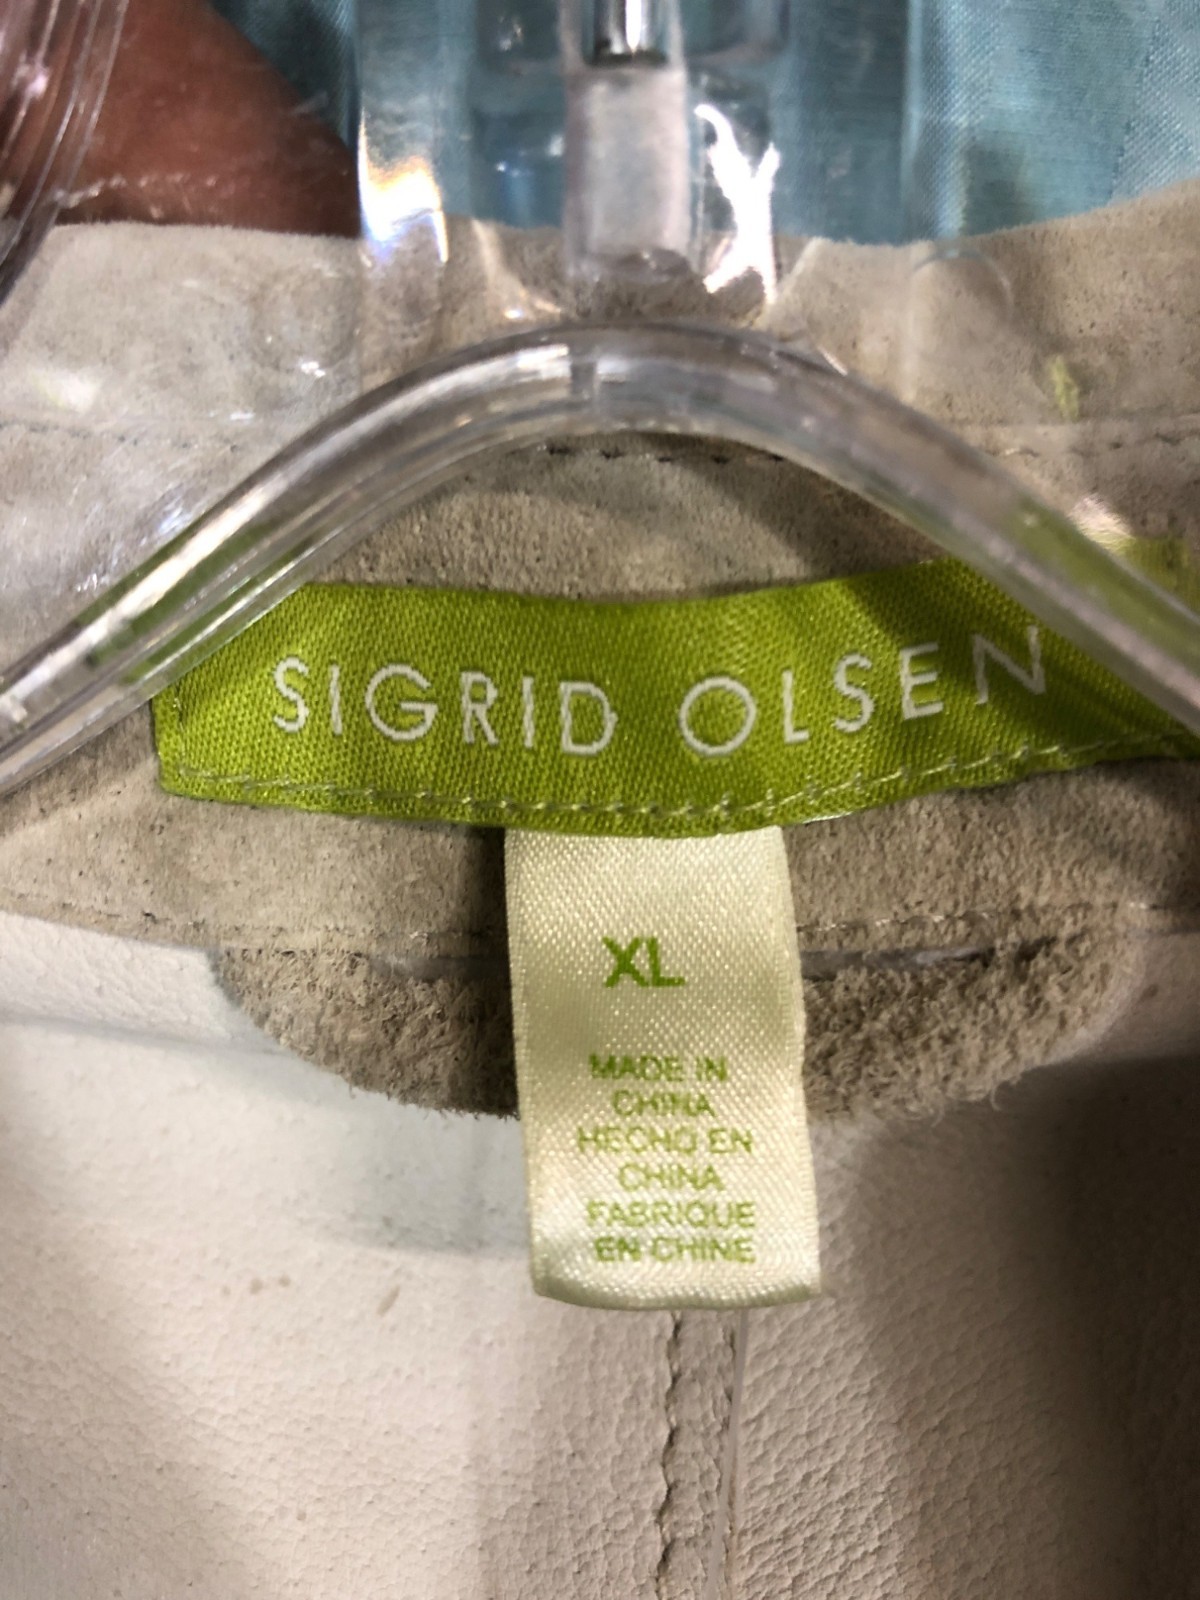 SIGRID OLSEN
XL
MADE IN
CHINA
HECHO EN
CHINA
FABRIQUE
EN CHINE